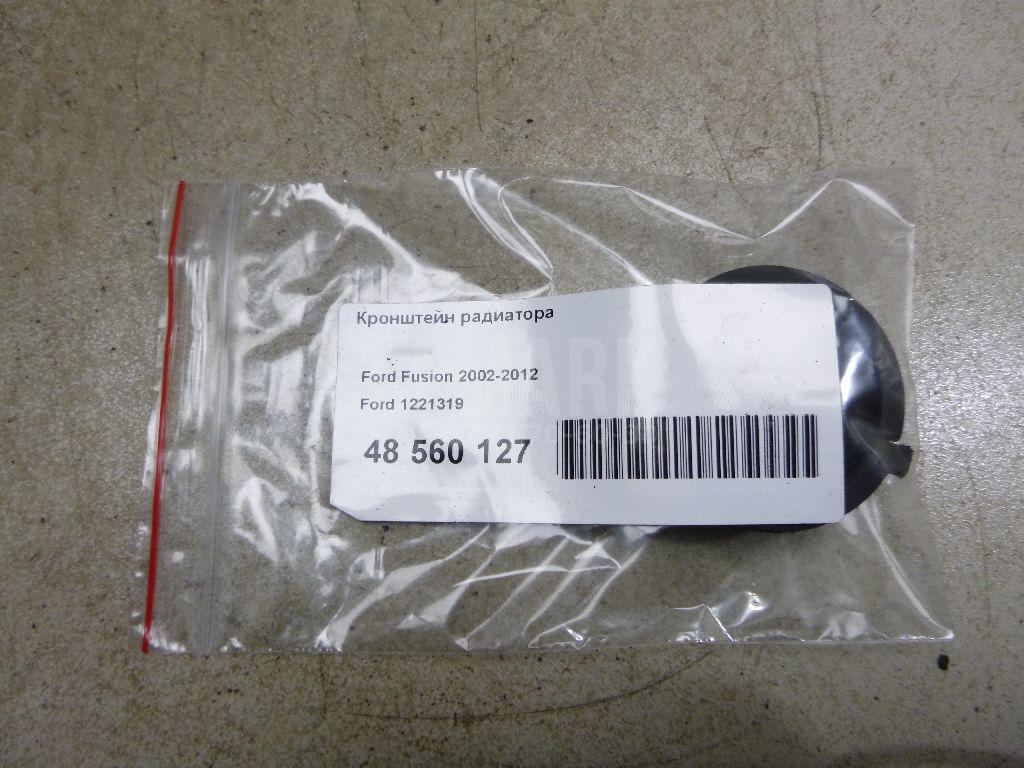 Кронштейн радиатора
Ford Fusion 2002-2012
Ford 1221319
48 560 127